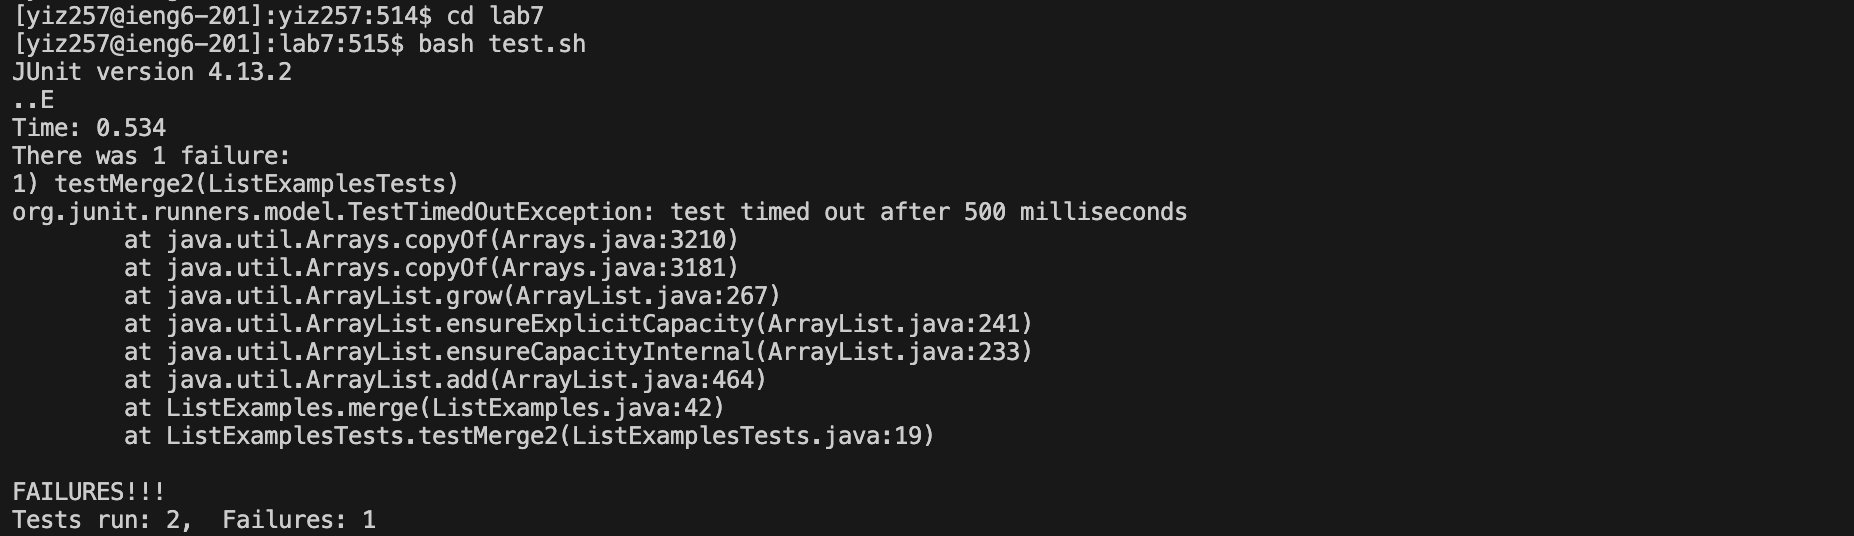 [yiz257@ieng6-201]:yiz257:514$ cd lab7
[yiz257@ieng6-201]:lab7:515$ bash test.sh
JUnit version 4.13.2
..E
Time: 0.534
There was 1 failure:
1) testMerge2(ListExamplesTests)
org.junit.runners.model.TestTimedOutException: test timed out after 500 milliseconds
        at java.util.Arrays.copyOf(Arrays.java:3210)
        at java.util.Arrays.copyOf(Arrays.java:3181)
        at java.util.ArrayList.grow(ArrayList.java:267)
        at java.util.ArrayList.ensureExplicitCapacity(ArrayList.java:241)
        at java.util.ArrayList.ensureCapacityInternal(ArrayList.java:233)
        at java.util.ArrayList.add(ArrayList.java:464)
        at ListExamples.merge(ListExamples.java:42)
        at ListExamplesTests.testMerge2(ListExamplesTests.java:19)

FAILURES!!!
Tests run: 2,  Failures: 1